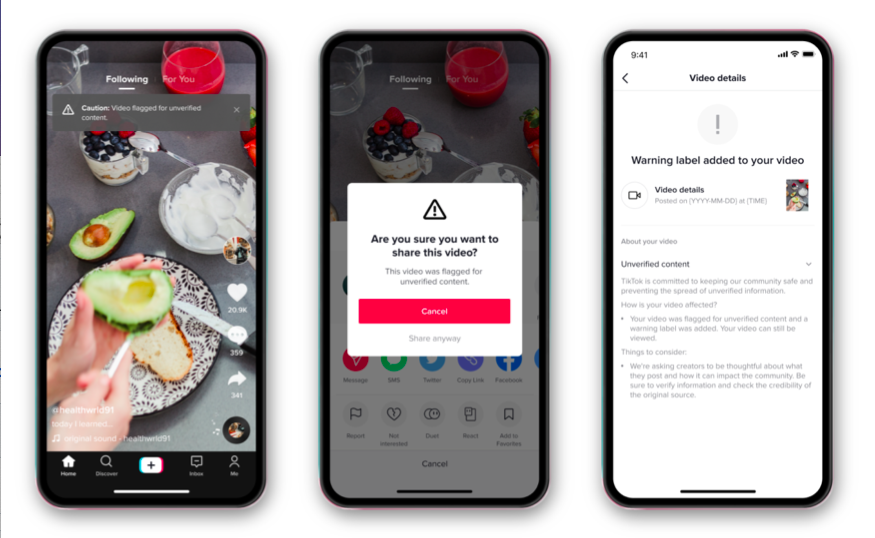 Following For You
Caution: Video flagged for unverified
content.
20.9K
359
341
@healthwrld91
today I learned...
original sound - healthwrld91
Home Discover Inbox Me
Following For You
Are you sure you want to
share this video?
This video was flagged for
unverified content.
Cancel
Share anyway
Message SMS Twitter Copy Link Facebook
Report Not interested Duet React Add to Favorites
Cancel
9:41
Video details
Warning label added to your video
Video details
Posted on [YYYY-MM-DD] at [TIME]
About your video
Unverified content
TikTok is committed to keeping our community safe and
preventing the spread of unverified information.
How is your video affected?
• Your video was flagged for unverified content and a
warning label was added. Your video can still be
viewed.
Things to consider:
• We're asking creators to be thoughtful about what
they post and how it can impact the community. Be
sure to verify information and check the credibility of
the original source.